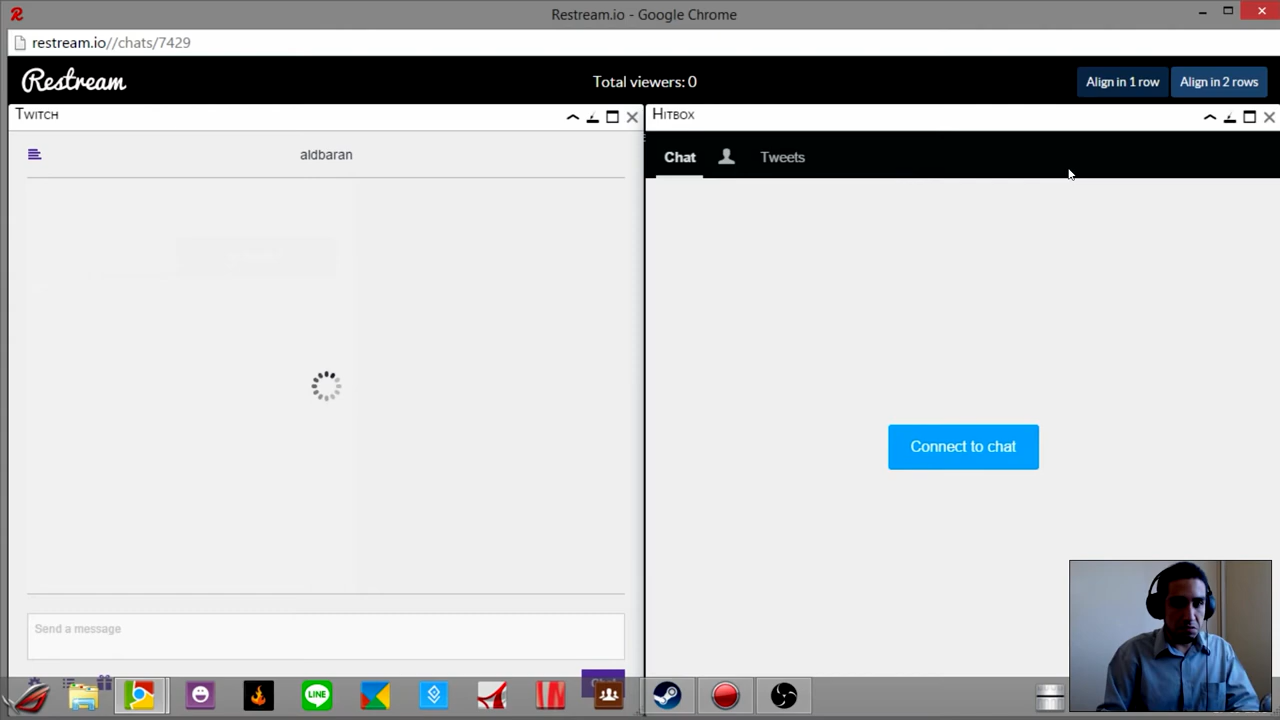 Restream.io - Google Chrome
restream.io//chats/7429
Restream
Total viewers: 0
Align in 1 row
Align in 2 rows
TWITCH
HITBOX
aldbaran
Chat
Tweets
Connect to chat
Send a message
LINE